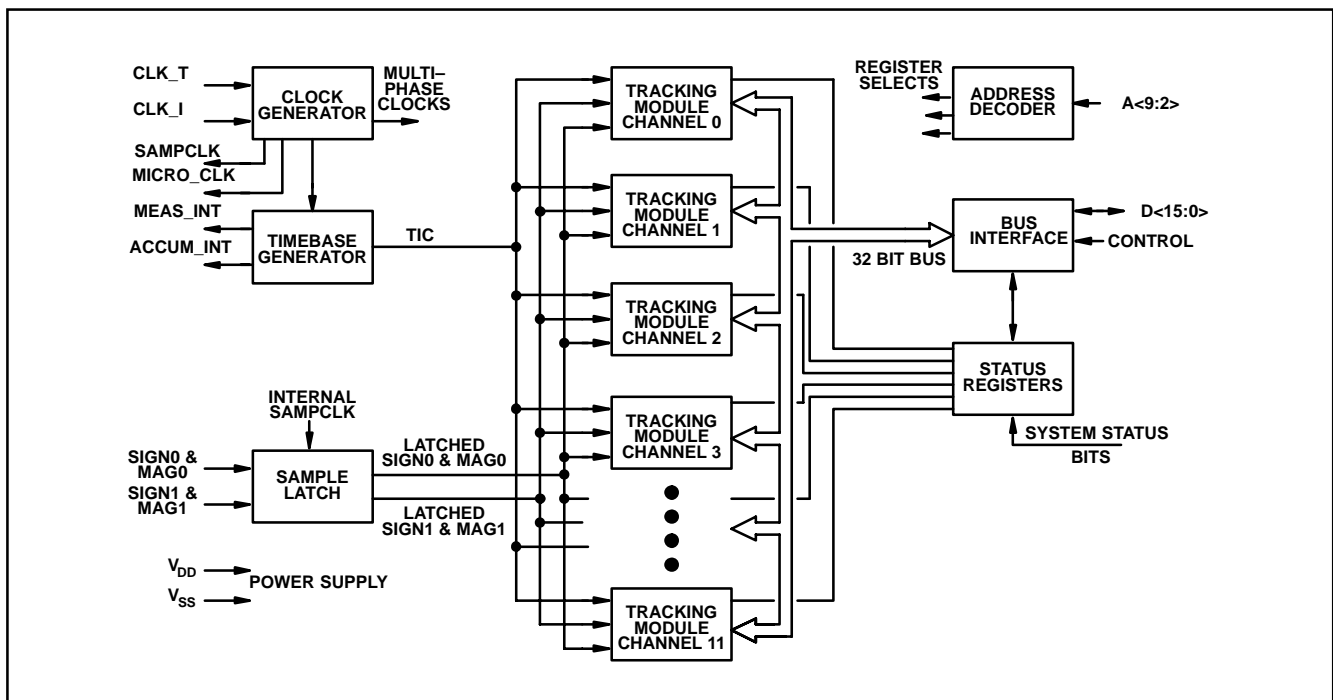 CLK_T
CLK_I
CLOCK
GENERATOR
MULTI–
PHASE
CLOCKS
SAMPCLK
MICRO_CLK
MEAS_INT
ACCUM_INT
TIMEBASE
GENERATOR
TIC
INTERNAL
SAMPCLK
SIGN0 &
MAG0
SIGN1 &
MAG1
SAMPLE
LATCH
LATCHED
SIGN0 & MAG0
LATCHED
SIGN1 & MAG1
VDD
VSS
POWER SUPPLY
TRACKING
MODULE
CHANNEL 0
TRACKING
MODULE
CHANNEL 1
TRACKING
MODULE
CHANNEL 2
TRACKING
MODULE
CHANNEL 3
TRACKING
MODULE
CHANNEL 11
REGISTER
SELECTS
ADDRESS
DECODER
A<9:2>
32 BIT BUS
BUS
INTERFACE
D<15:0>
CONTROL
STATUS
REGISTERS
SYSTEM STATUS
BITS